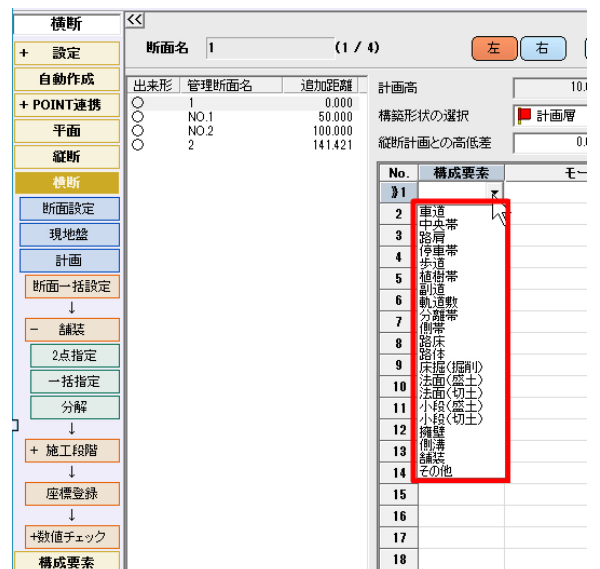 横断
<<
+ 設定
自動作成
+ POINT連携
平面
縦断
横断
断面設定
現地盤
計画
断面一括設定
↓
- 舗装
2点指定
一括指定
分解
↓
+ 施工段階
↓
座標登録
↓
+数値チェック
構成要素
断面名 1 (1 / 4)
左 右
出来形 管理断面名 追加距離
○ 1 0.000
○ NO.1 50.000
○ NO.2 100.000
○ 2 141.421
計画高 10.0
構築形状の選択 計画層
縦断計画との高低差 0.0
No. 構成要素 モー
1
2
3
4
5
6
7
8
9
10
11
12
13
14
15
16
17
18
車道
中央帯
路肩
停車帯
歩道
植樹帯
副道
軌道敷
分離帯
側帯
路床
路体
床掘(掘削)
法面(盛土)
法面(切土)
小段(盛土)
小段(切土)
擁壁
側溝
舗装
その他